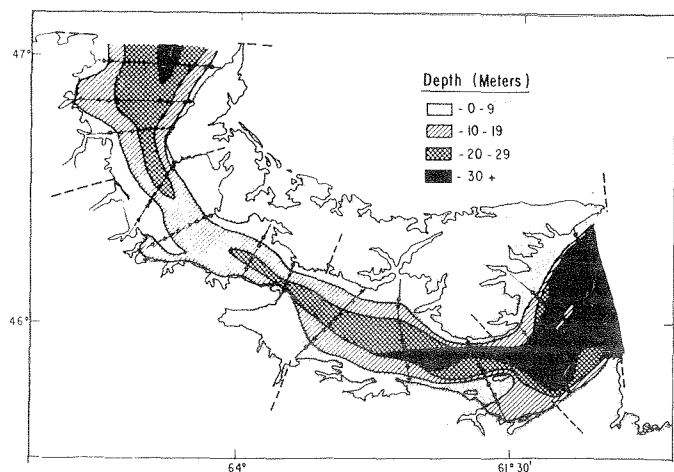 47°
Depth (Meters)
- 0 - 9
- 10 - 19
- 20 - 29
- 30 +
46°
64°
61° 30'